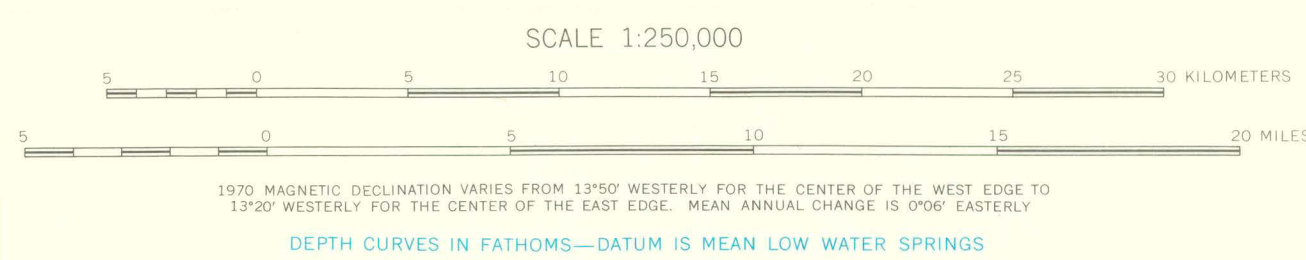 SCALE 1:250,000
5 0 5 10 15 20 25 30 KILOMETERS
5 0 5 10 15 20 MILES
1970 MAGNETIC DECLINATION VARIES FROM 13°50' WESTERLY FOR THE CENTER OF THE WEST EDGE TO
13°20' WESTERLY FOR THE CENTER OF THE EAST EDGE. MEAN ANNUAL CHANGE IS 0°06' EASTERLY
DEPTH CURVES IN FATHOMS—DATUM IS MEAN LOW WATER SPRINGS